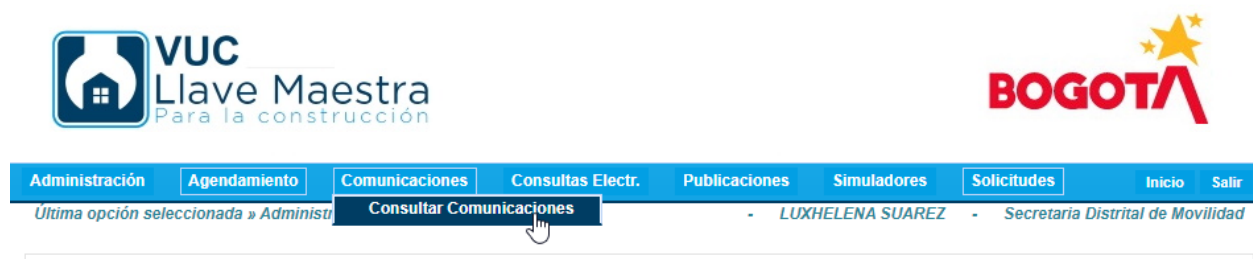 VUC
Llave Maestra
Para la construcción
BOGOTA
Administración Agendamiento Comunicaciones Consultas Electr. Publicaciones Simuladores Solicitudes Inicio Salir
Última opción seleccionada » Administr - LUXHELENA SUAREZ - Secretaria Distrital de Movilidad
Consultar Comunicaciones